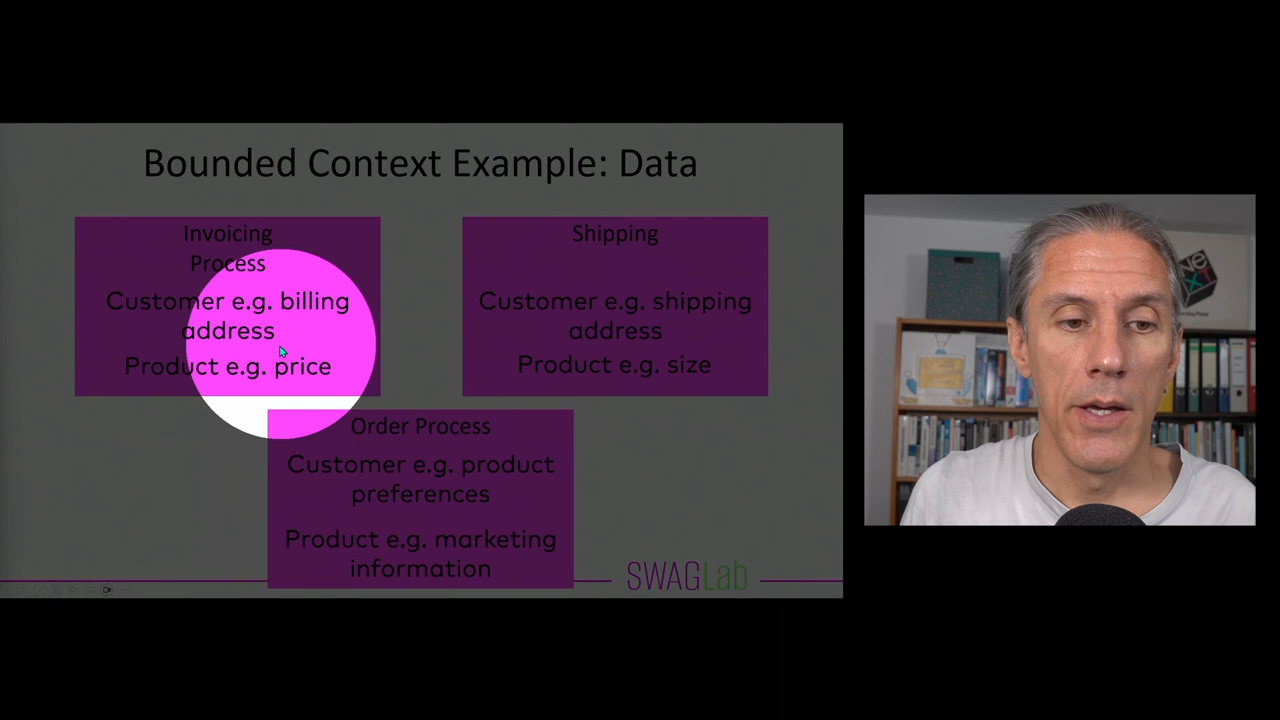 Bounded Context Example: Data
Invoicing
Process
Customer e.g. billing
address
Product e.g. price
Shipping
Customer e.g. shipping
address
Product e.g. size
Order Process
Customer e.g. product
preferences
Product e.g. marketing
information
SWAGLab
NeXT